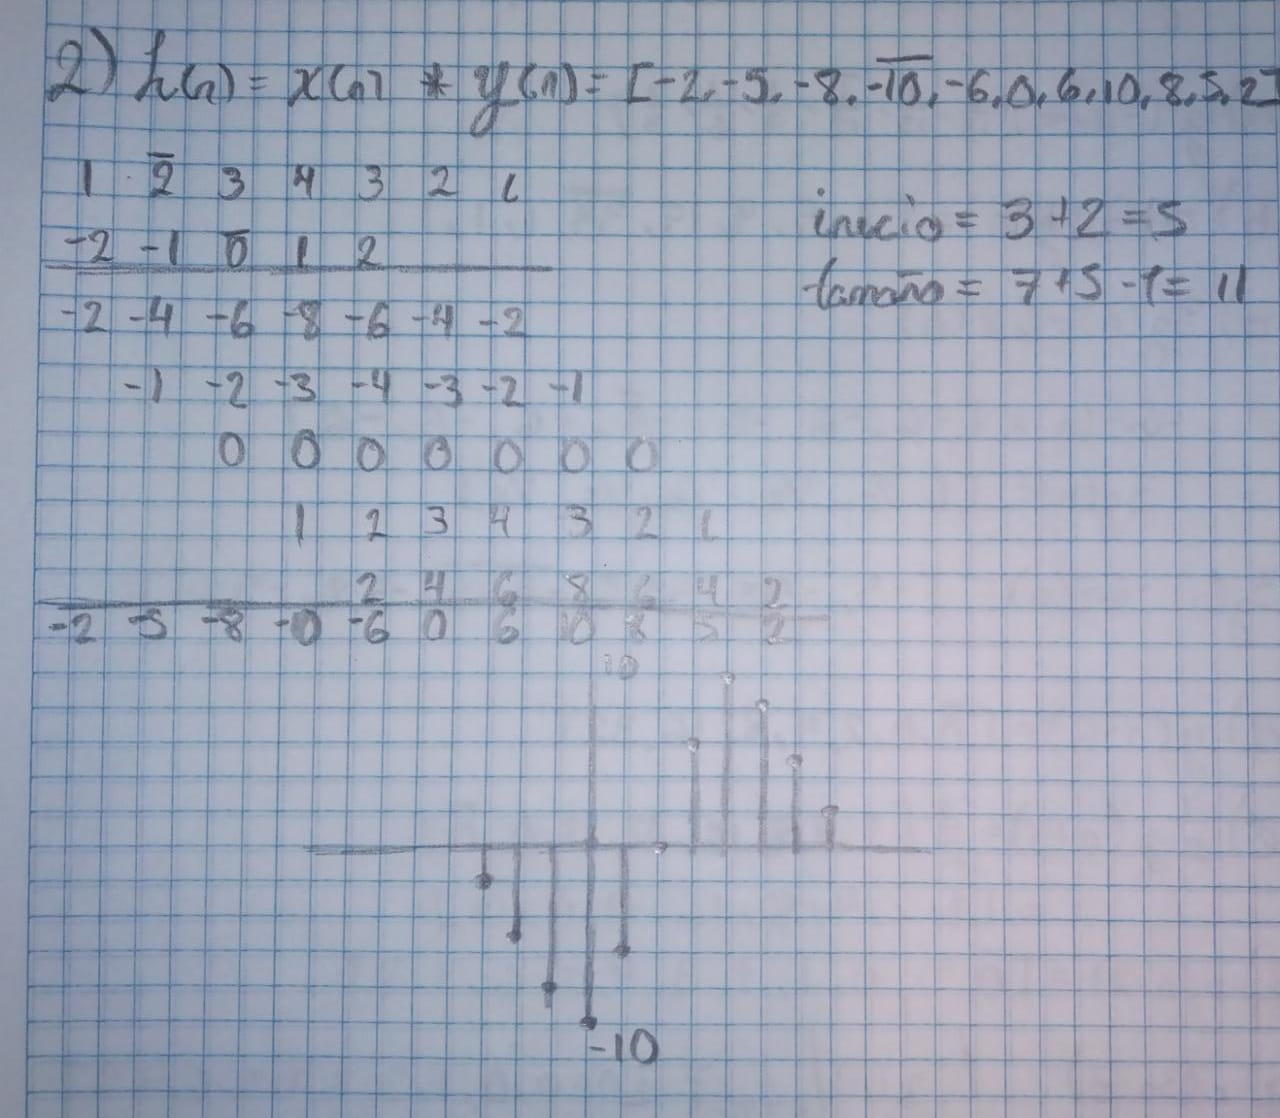 2) h(n) = x(n) * y(n) = [-2, -5, -8, -1̅0̅, -6, 0, 6, 10, 8, 5, 2]
1 2̅ 3 4 3 2 1
inicio = 3 + 2 = 5
-2 -1 0̅ 1 2
tamaño = 7 + 5 - 1 = 11
-2 -4 -6 -8 -6 -4 -2
-1 -2 -3 -4 -3 -2 -1
0 0 0 0 0 0 0
1 2 3 4 3 2 1
2 4 6 8 6 4 2
-2 -5 -8 -10 -6 0 6 10 8 5 2
10
-10